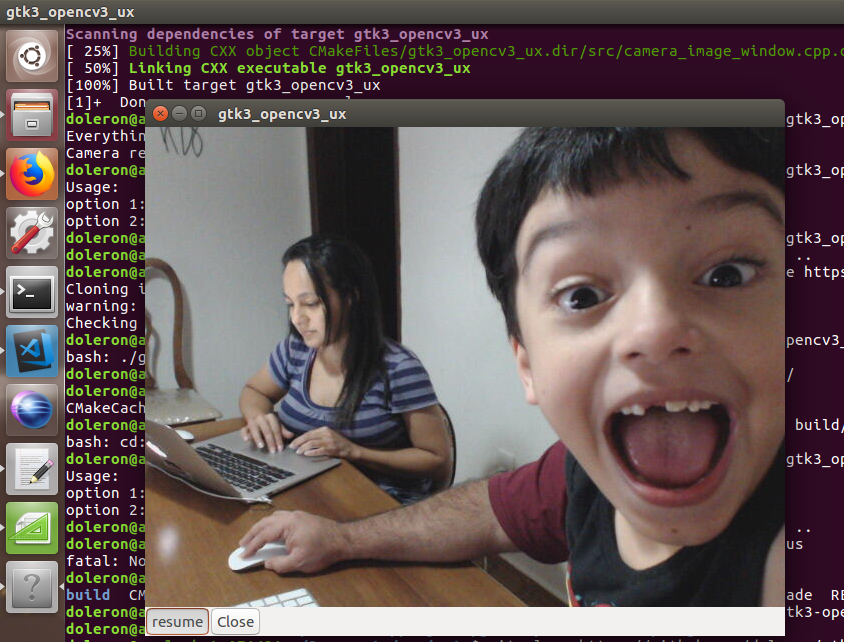 gtk3_opencv3_ux
Scanning dependencies of target gtk3_opencv3_ux
[ 25%] Building CXX object CMakeFiles/gtk3_opencv3_ux.dir/src/camera_image_window.cpp.o
[ 50%] Linking CXX executable gtk3_opencv3_ux
[100%] Built target gtk3_opencv3_ux
[1]+ Don
gtk3_opencv3_ux
doleron@a gtk3_op
Everythin
Camera re
doleron@a gtk3_op
Usage:
option 1:
option 2:
doleron@a gtk3_op
doleron@a ..
doleron@a e https
Cloning i
warning:
Checking
doleron@a pencv3_
bash: ./g
doleron@a /
doleron@a
CMakeCach
doleron@a build/
bash: cd:
doleron@a gtk3_op
Usage:
option 1:
option 2:
doleron@a ..
doleron@a us
fatal: No
doleron@a
build CM ade RE
doleron@a tk3-ope
doleron@a
resume Close